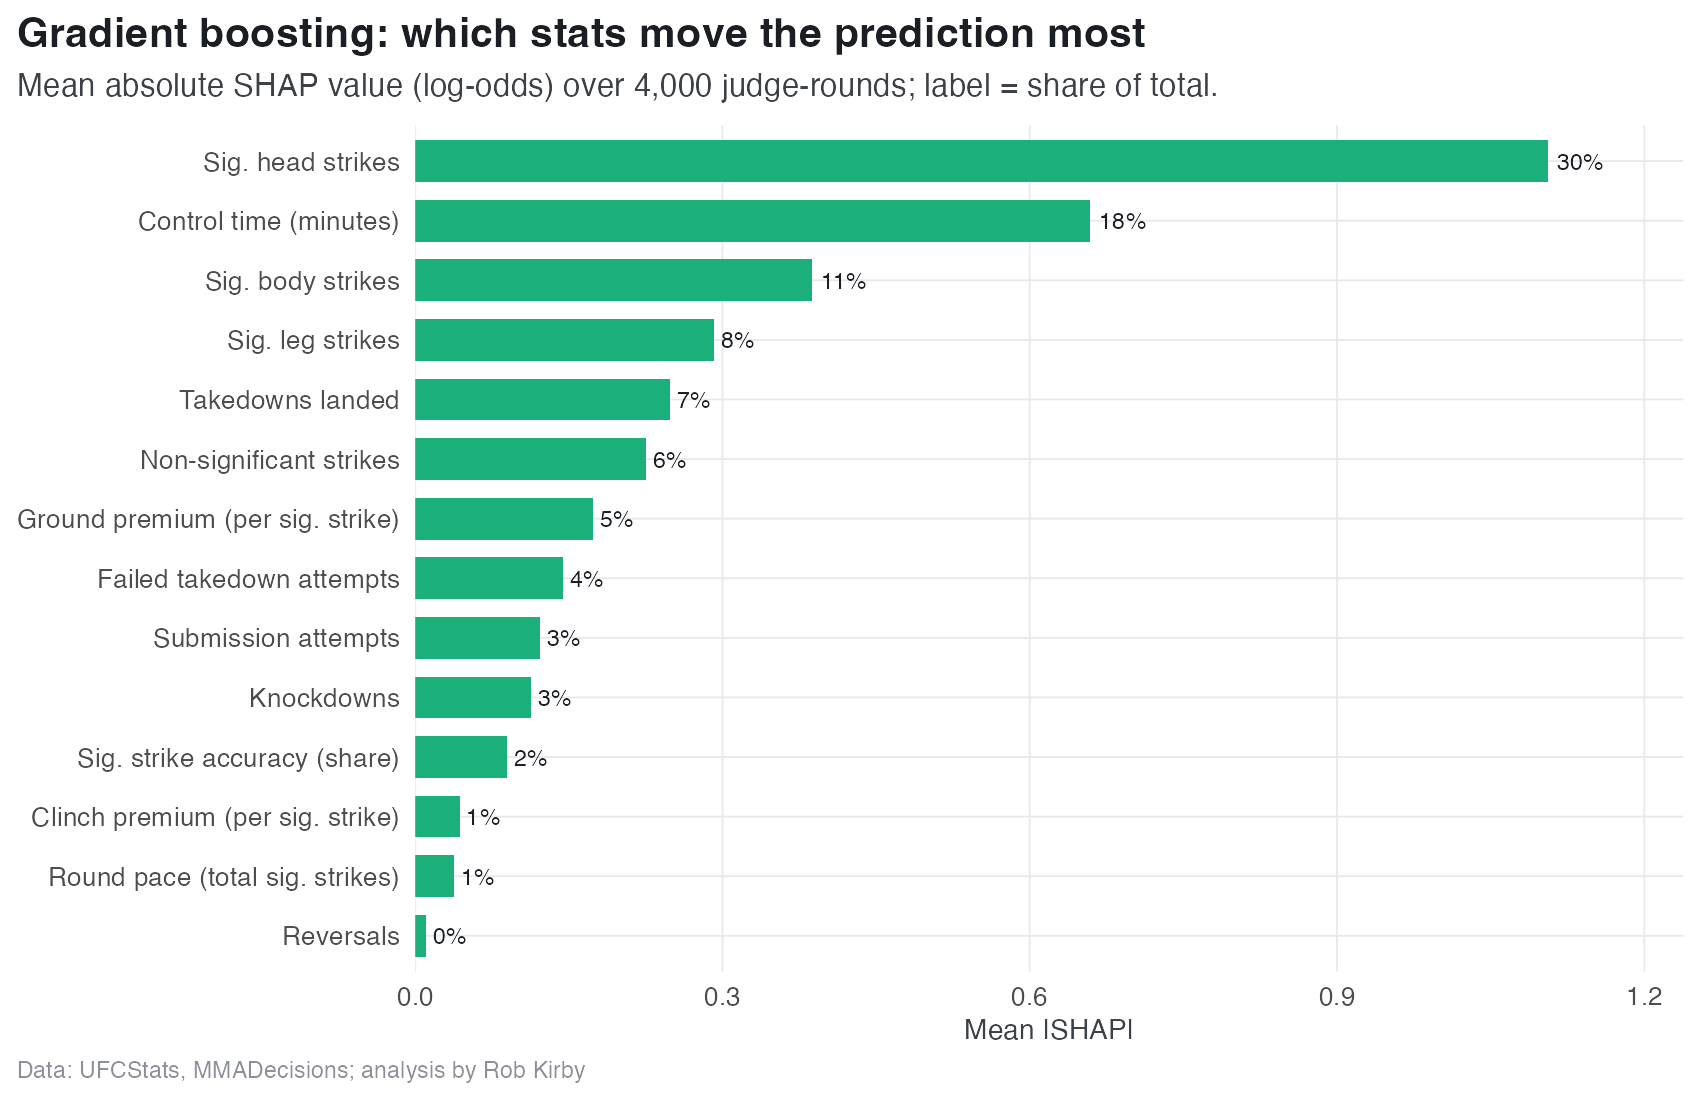 Gradient boosting: which stats move the prediction most
Mean absolute SHAP value (log-odds) over 4,000 judge-rounds; label = share of total.
Sig. head strikes 30%
Control time (minutes) 18%
Sig. body strikes 11%
Sig. leg strikes 8%
Takedowns landed 7%
Non-significant strikes 6%
Ground premium (per sig. strike) 5%
Failed takedown attempts 4%
Submission attempts 3%
Knockdowns 3%
Sig. strike accuracy (share) 2%
Clinch premium (per sig. strike) 1%
Round pace (total sig. strikes) 1%
Reversals 0%
0.0 0.3 0.6 0.9 1.2
Mean |SHAP|
Data: UFCStats, MMADecisions; analysis by Rob Kirby